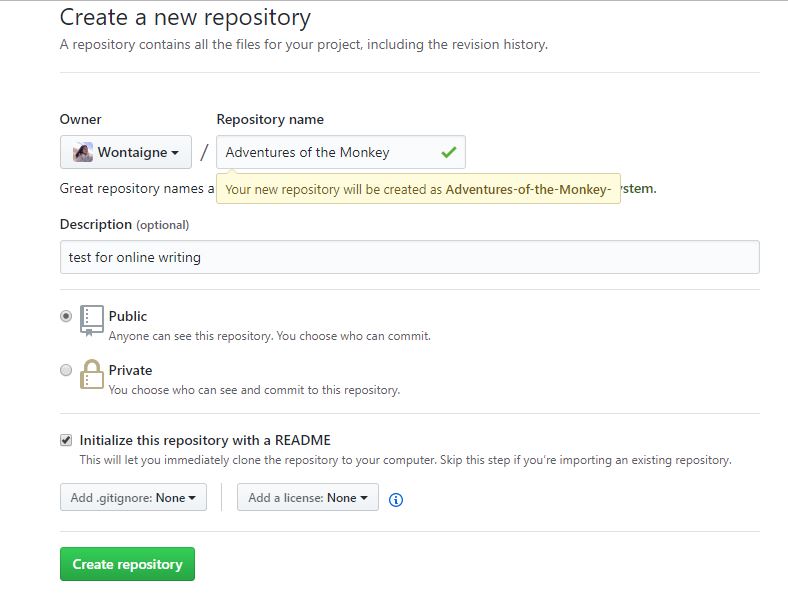 Create a new repository
A repository contains all the files for your project, including the revision history.
Owner
Repository name
Wontaigne / Adventures of the Monkey
Great repository names a
Your new repository will be created as Adventures-of-the-Monkey-
stem.
Description (optional)
test for online writing
Public
Anyone can see this repository. You choose who can commit.
Private
You choose who can see and commit to this repository.
Initialize this repository with a README
This will let you immediately clone the repository to your computer. Skip this step if you're importing an existing repository.
Add .gitignore: None
Add a license: None
Create repository